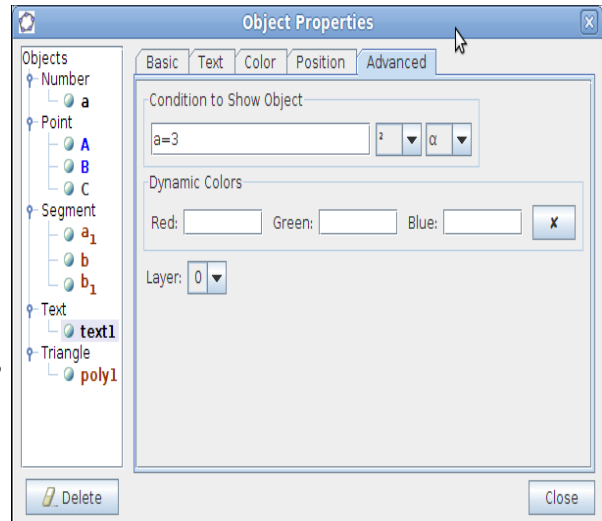 Object Properties
Objects
Number
a
Point
A
B
C
Segment
a1
b
b1
Text
text1
Triangle
poly1
Delete
Basic Text Color Position Advanced
Condition to Show Object
a=3 ² α
Dynamic Colors
Red: Green: Blue: x
Layer: 0
Close